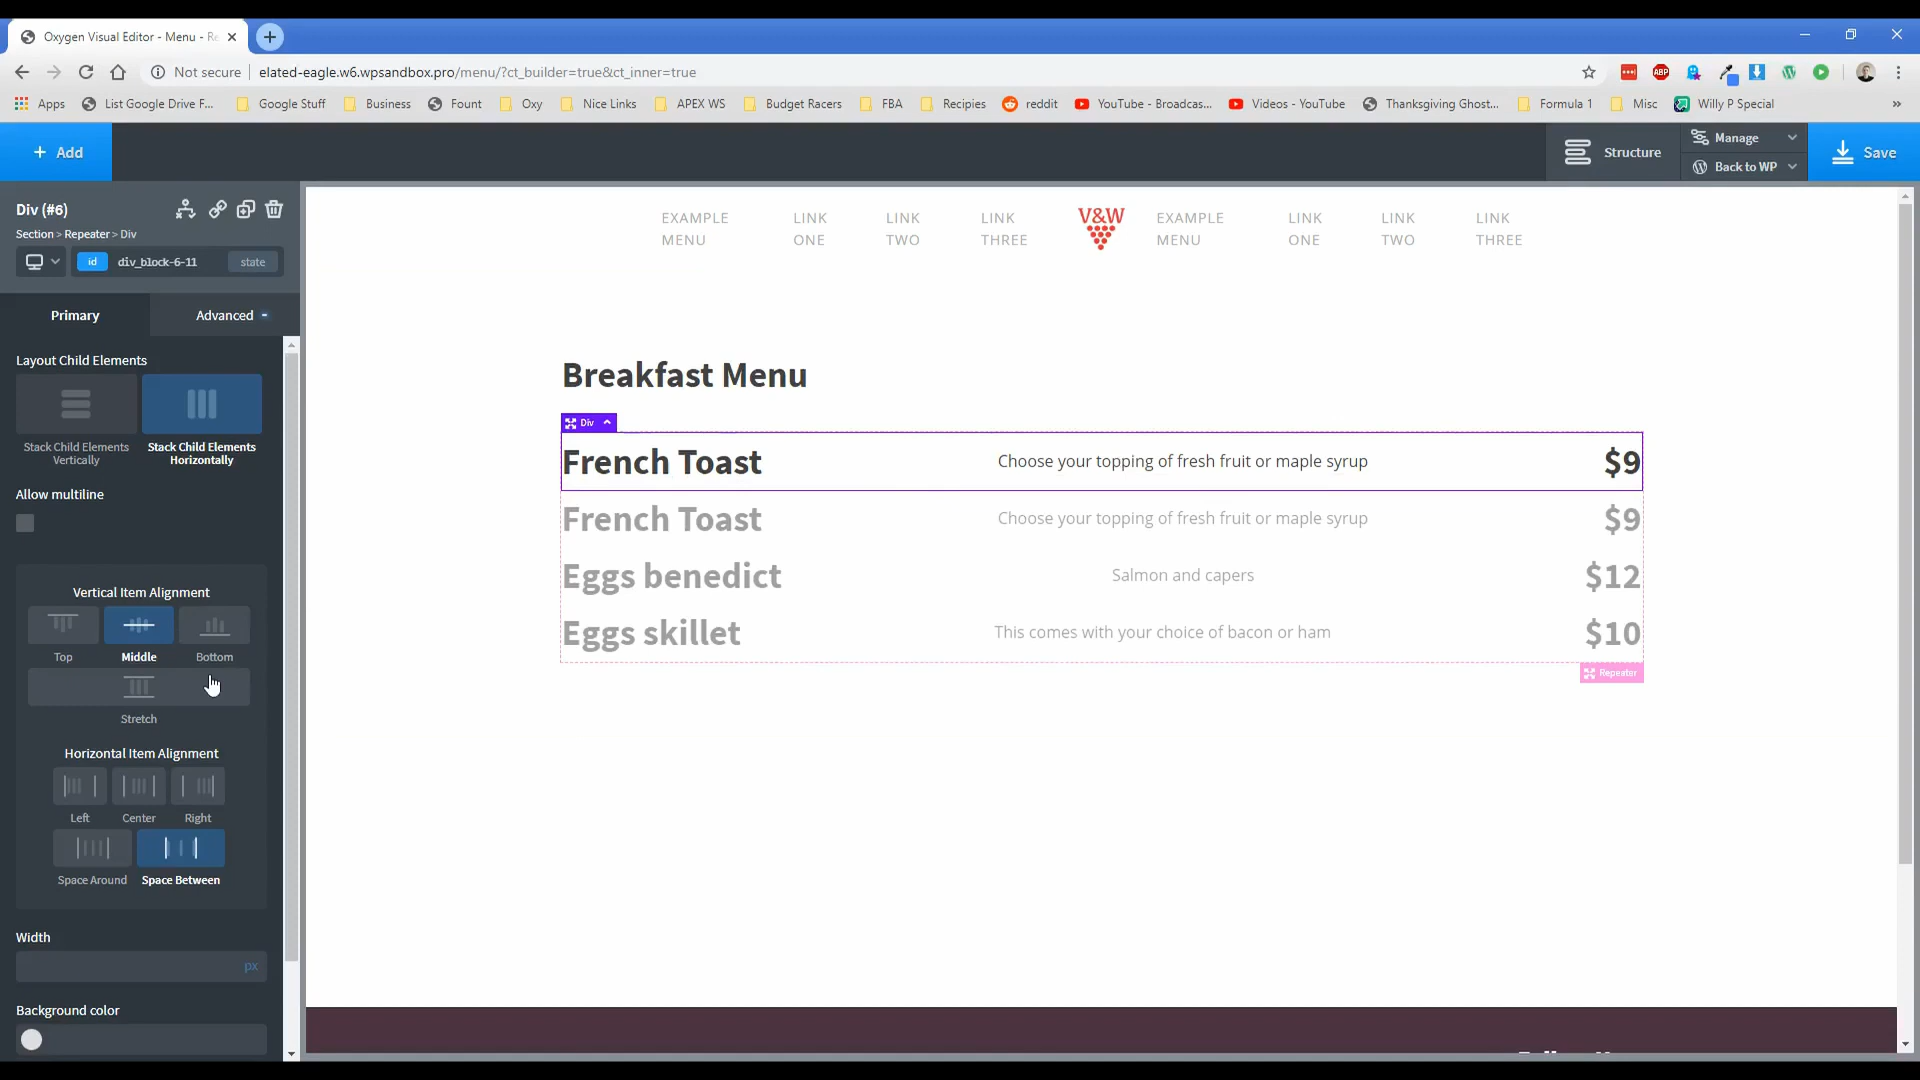 Oxygen Visual Editor - Menu - Re
Not secure
elated-eagle.w6.wpsandbox.pro/menu/?ct_builder=true&ct_inner=true
ABP
Apps
List Google Drive F...
Google Stuff
Business
Fount
Oxy
Nice Links
APEX WS
Budget Racers
FBA
Recipies
reddit
YouTube - Broadcas...
Videos - YouTube
Thanksgiving Ghost...
Formula 1
Misc
Willy P Special
»
+ Add
Structure
Manage
Back to WP
Save
Div (#6)
Section > Repeater > Div
id
div_block-6-11
state
Primary
Advanced
Layout Child Elements
Stack Child Elements
Vertically
Stack Child Elements
Horizontally
Allow multiline
Vertical Item Alignment
Top
Middle
Bottom
Stretch
Horizontal Item Alignment
Left
Center
Right
Space Around
Space Between
Width
px
Background color
EXAMPLE
MENU
LINK
ONE
LINK
TWO
LINK
THREE
V&W
EXAMPLE
MENU
LINK
ONE
LINK
TWO
LINK
THREE
Breakfast Menu
Div
French Toast
Choose your topping of fresh fruit or maple syrup
$9
French Toast
Choose your topping of fresh fruit or maple syrup
$9
Eggs benedict
Salmon and capers
$12
Eggs skillet
This comes with your choice of bacon or ham
$10
Repeater